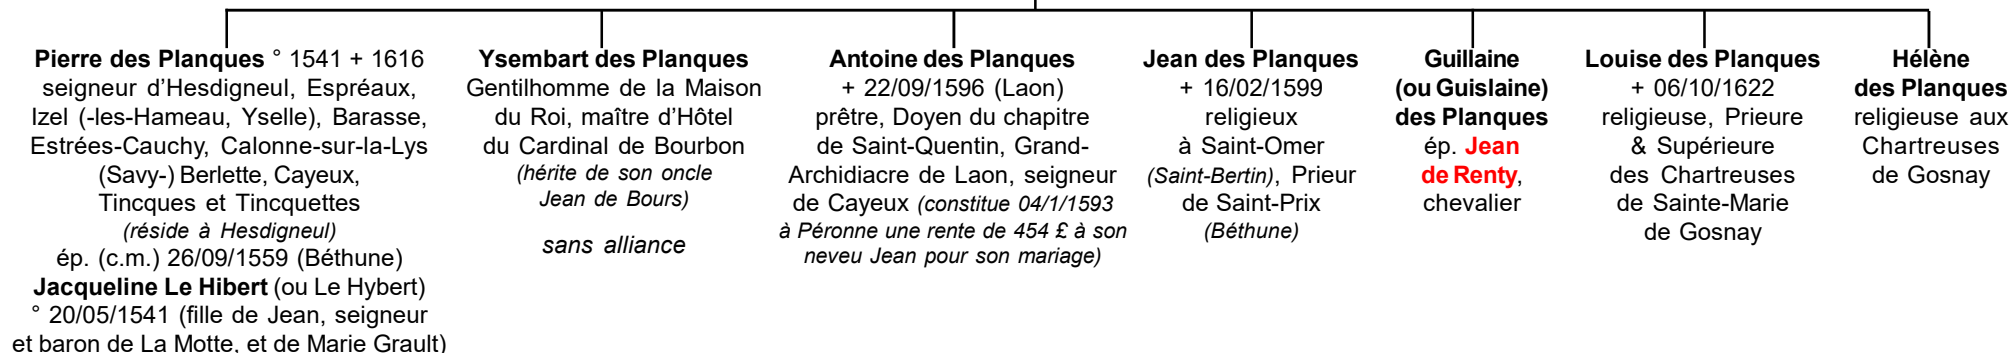 Pierre des Planques ° 1541 + 1616
seigneur d’Hesdigneul, Espréaux,
Izel (-les-Hameau, Yselle), Barasse,
Estrées-Cauchy, Calonne-sur-la-Lys
(Savy-) Berlette, Cayeux,
Tincques et Tincquettes
(réside à Hesdigneul)
ép. (c.m.) 26/09/1559 (Béthune)
Jacqueline Le Hibert (ou Le Hybert)
° 20/05/1541 (fille de Jean, seigneur
et baron de La Motte, et de Marie Grault)
Ysembart des Planques
Gentilhomme de la Maison
du Roi, maître d’Hôtel
du Cardinal de Bourbon
(hérite de son oncle
Jean de Bours)
sans alliance
Antoine des Planques
+ 22/09/1596 (Laon)
prêtre, Doyen du chapitre
de Saint-Quentin, Grand-
Archidiacre de Laon, seigneur
de Cayeux (constitue 04/1/1593
à Péronne une rente de 454 £ à son
neveu Jean pour son mariage)
Jean des Planques
+ 16/02/1599
religieux
à Saint-Omer
(Saint-Bertin), Prieur
de Saint-Prix
(Béthune)
Guillaine
(ou Guislaine)
des Planques
ép. Jean
de Renty,
chevalier
Louise des Planques
+ 06/10/1622
religieuse, Prieure
& Supérieure
des Chartreuses
de Sainte-Marie
de Gosnay
Hélène
des Planques
religieuse aux
Chartreuses
de Gosnay